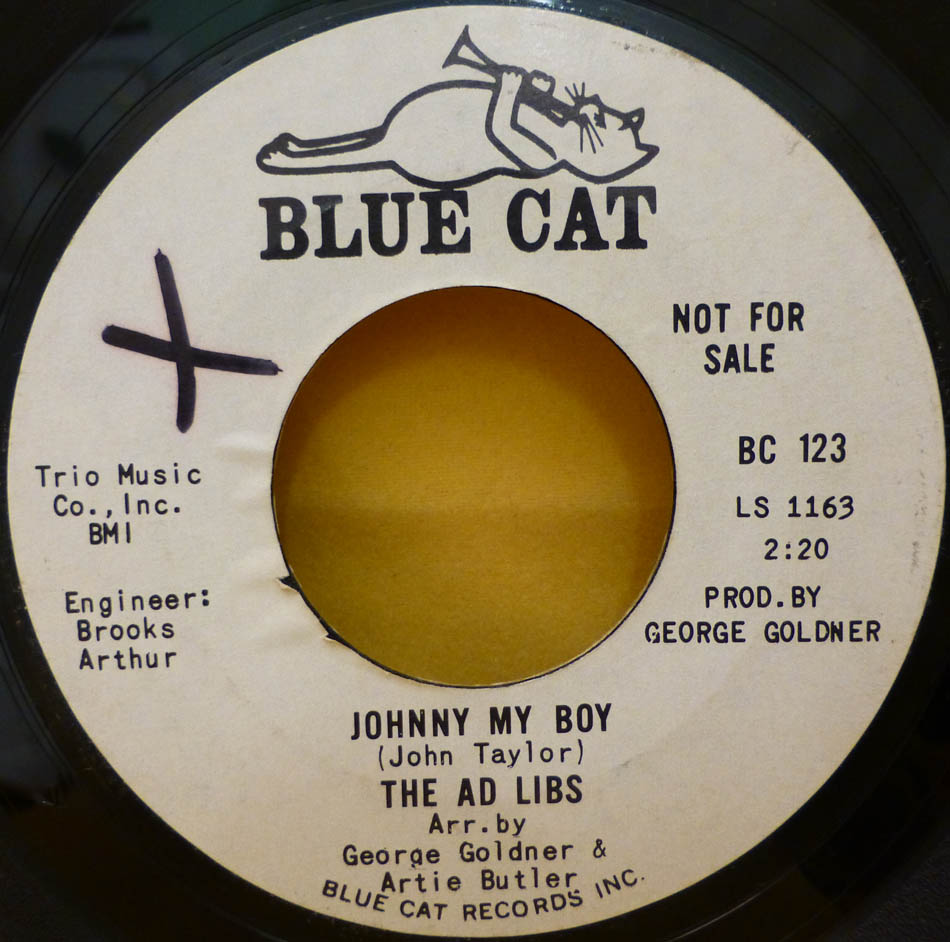 BLUE CAT
NOT FOR
SALE
BC 123
LS 1163
2:20
PROD. BY
GEORGE GOLDNER
Trio Music
Co., Inc.
BMI
Engineer:
Brooks
Arthur
JOHNNY MY BOY
(John Taylor)
THE AD LIBS
Arr. by
George Goldner &
Artie Butler
BLUE CAT RECORDS INC.